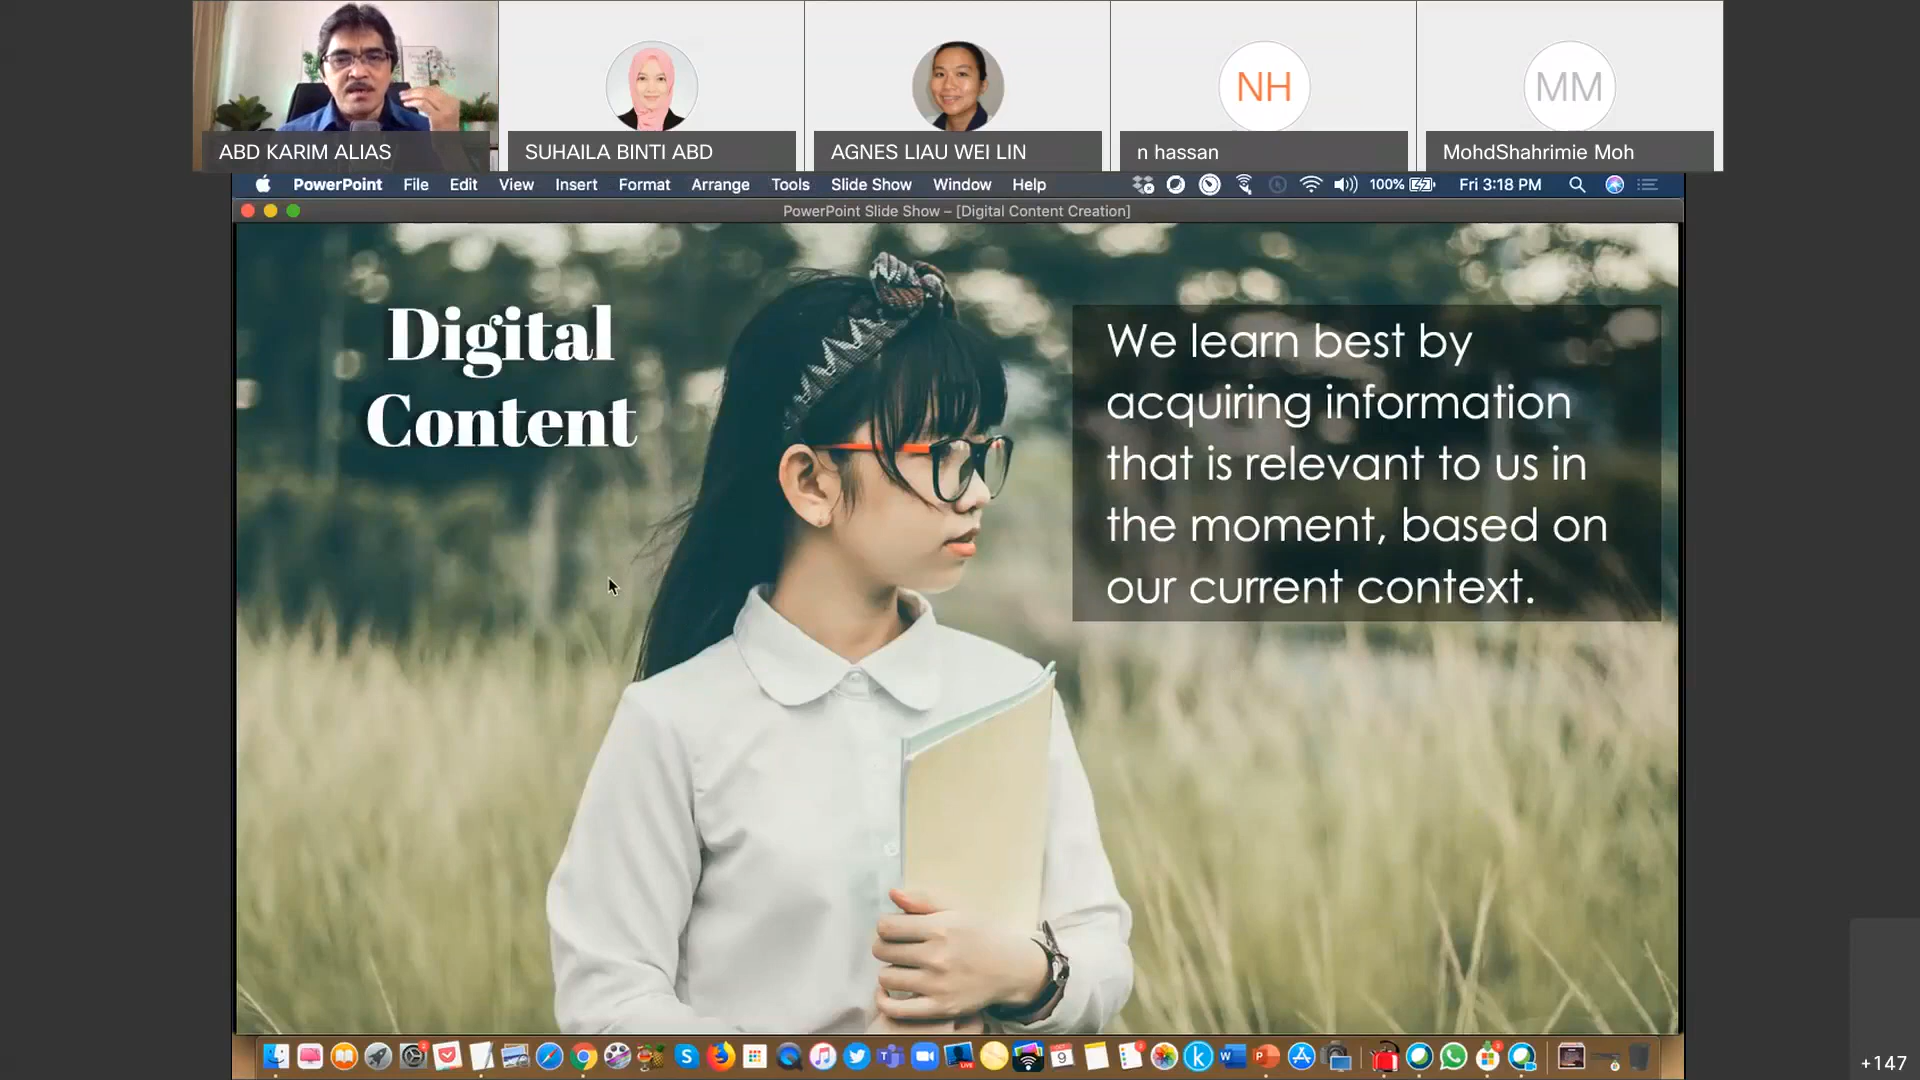 NH
MM
ABD KARIM ALIAS
SUHAILA BINTI ABD
AGNES LIAU WEI LIN
n hassan
MohdShahrimie Moh
PowerPoint File Edit View Insert Format Arrange Tools Slide Show Window Help 100% Fri 3:18 PM
PowerPoint Slide Show – [Digital Content Creation]
Digital
Content
We learn best by
acquiring information
that is relevant to us in
the moment, based on
our current context.
+147